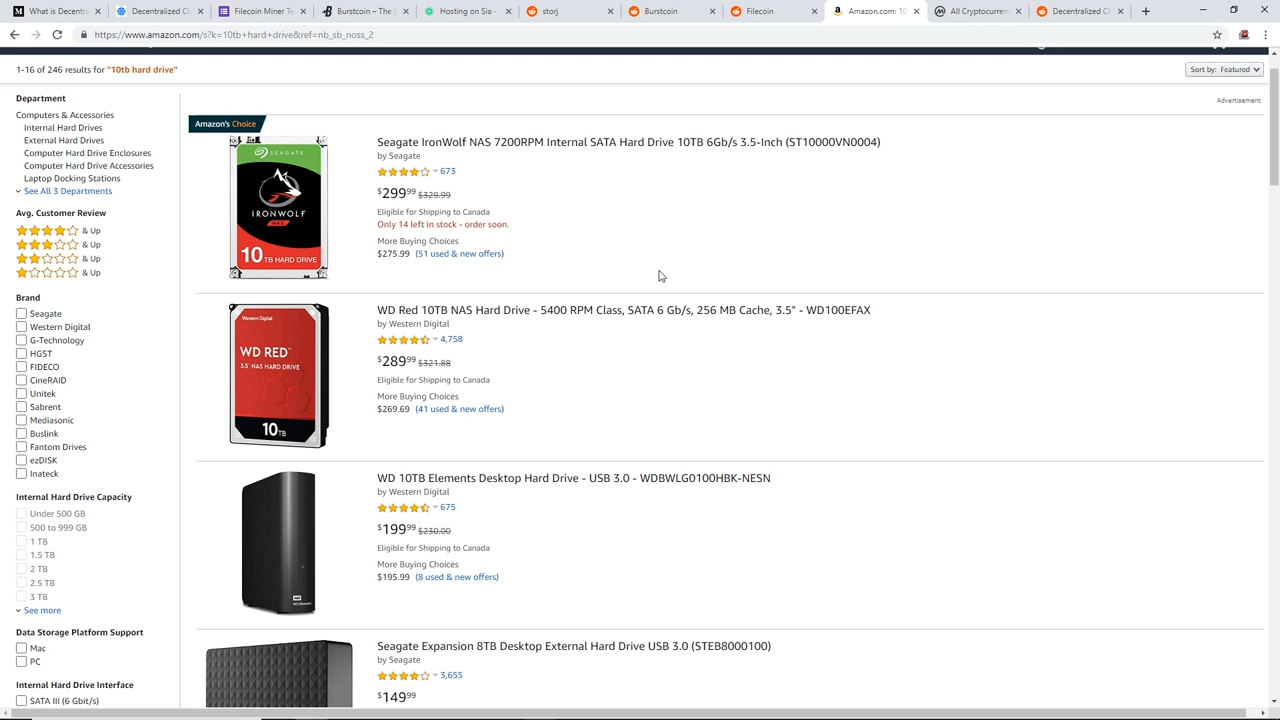 What is Decentra
Decentralized Cl
Filecoin Miner Te
Burstcoin – The L
Hosting on Sia -
storj
Burstcoin
Filecoin
Amazon.com: 10
All Cryptocurren
Decentralized Cl
https://www.amazon.com/s?k=10tb+hard+drive&ref=nb_sb_noss_2
1-16 of 246 results for "10tb hard drive"
Sort by: Featured
Department
Computers & Accessories
Internal Hard Drives
External Hard Drives
Computer Hard Drive Enclosures
Computer Hard Drive Accessories
Laptop Docking Stations
See All 3 Departments
Avg. Customer Review
& Up
& Up
& Up
& Up
Brand
Seagate
Western Digital
G-Technology
HGST
FIDECO
CineRAID
Unitek
Sabrent
Mediasonic
Buslink
Fantom Drives
ezDISK
Inateck
Internal Hard Drive Capacity
Under 500 GB
500 to 999 GB
1 TB
1.5 TB
2 TB
2.5 TB
3 TB
See more
Data Storage Platform Support
Mac
PC
Internal Hard Drive Interface
SATA III (6 Gbit/s)
Advertisement
Amazon's Choice
SEAGATE
IRONWOLF
NAS
10 TB HARD DRIVE
Seagate IronWolf NAS 7200RPM Internal SATA Hard Drive 10TB 6Gb/s 3.5-Inch (ST10000VN0004)
by Seagate
673
$299.99 $329.99
Eligible for Shipping to Canada
Only 14 left in stock - order soon.
More Buying Choices
$275.99 (51 used & new offers)
Western Digital
WD RED™
3.5" NAS HARD DRIVE
10TB
WD Red 10TB NAS Hard Drive - 5400 RPM Class, SATA 6 Gb/s, 256 MB Cache, 3.5" - WD100EFAX
by Western Digital
4,758
$289.99 $321.88
Eligible for Shipping to Canada
More Buying Choices
$269.69 (41 used & new offers)
WD 10TB Elements Desktop Hard Drive - USB 3.0 - WDBWLG0100HBK-NESN
by Western Digital
675
$199.99 $230.00
Eligible for Shipping to Canada
More Buying Choices
$195.99 (8 used & new offers)
Seagate Expansion 8TB Desktop External Hard Drive USB 3.0 (STEB8000100)
by Seagate
3,655
$149.99